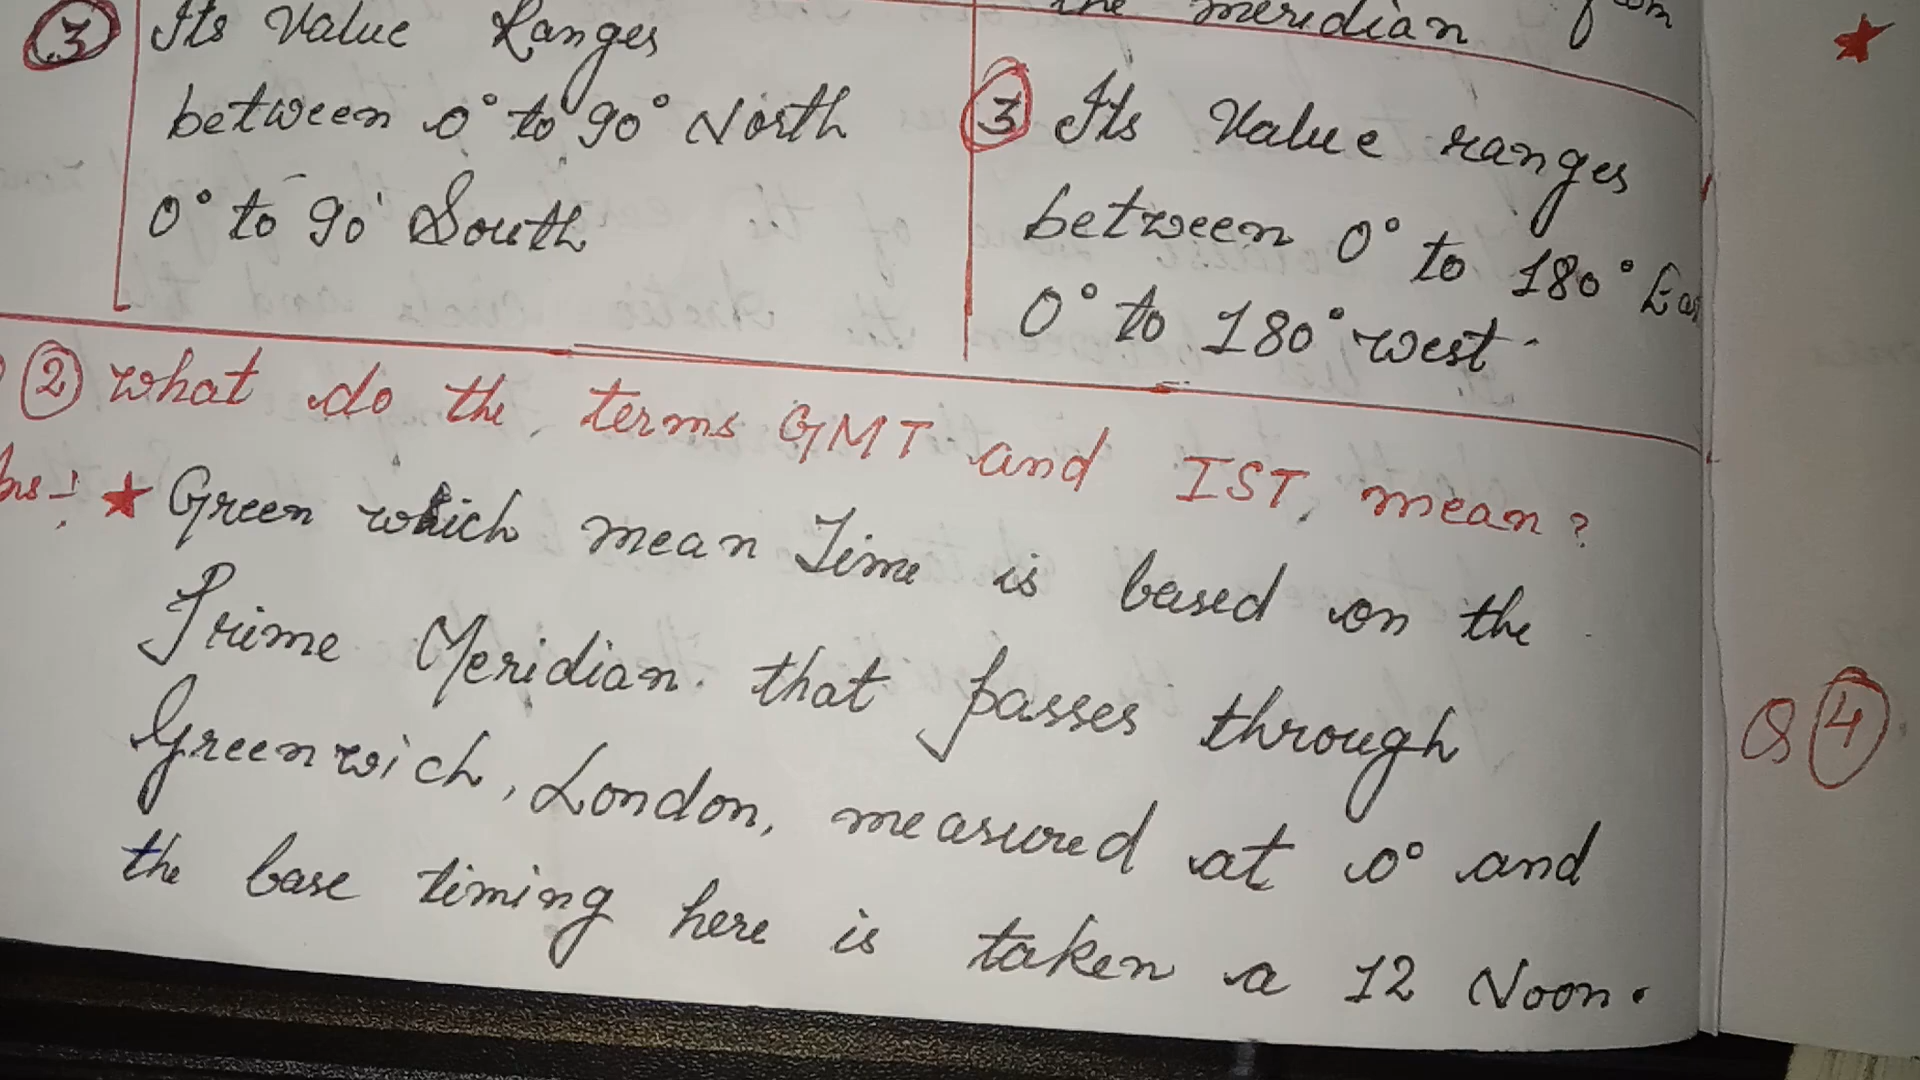 the meridian from
③ Its Value Ranges
between 0° to 90° North
0° to 90° South
③ Its Value ranges
between 0° to 180° Eas
0° to 180° west.
② what do the terms GMT and IST, mean?
Ans :- ★ Green which mean Time is based on the
Prime Meridian. that passes through
Greenwich, London, measured at 0° and
the base timing here is taken a 12 Noon.
★
Q ④